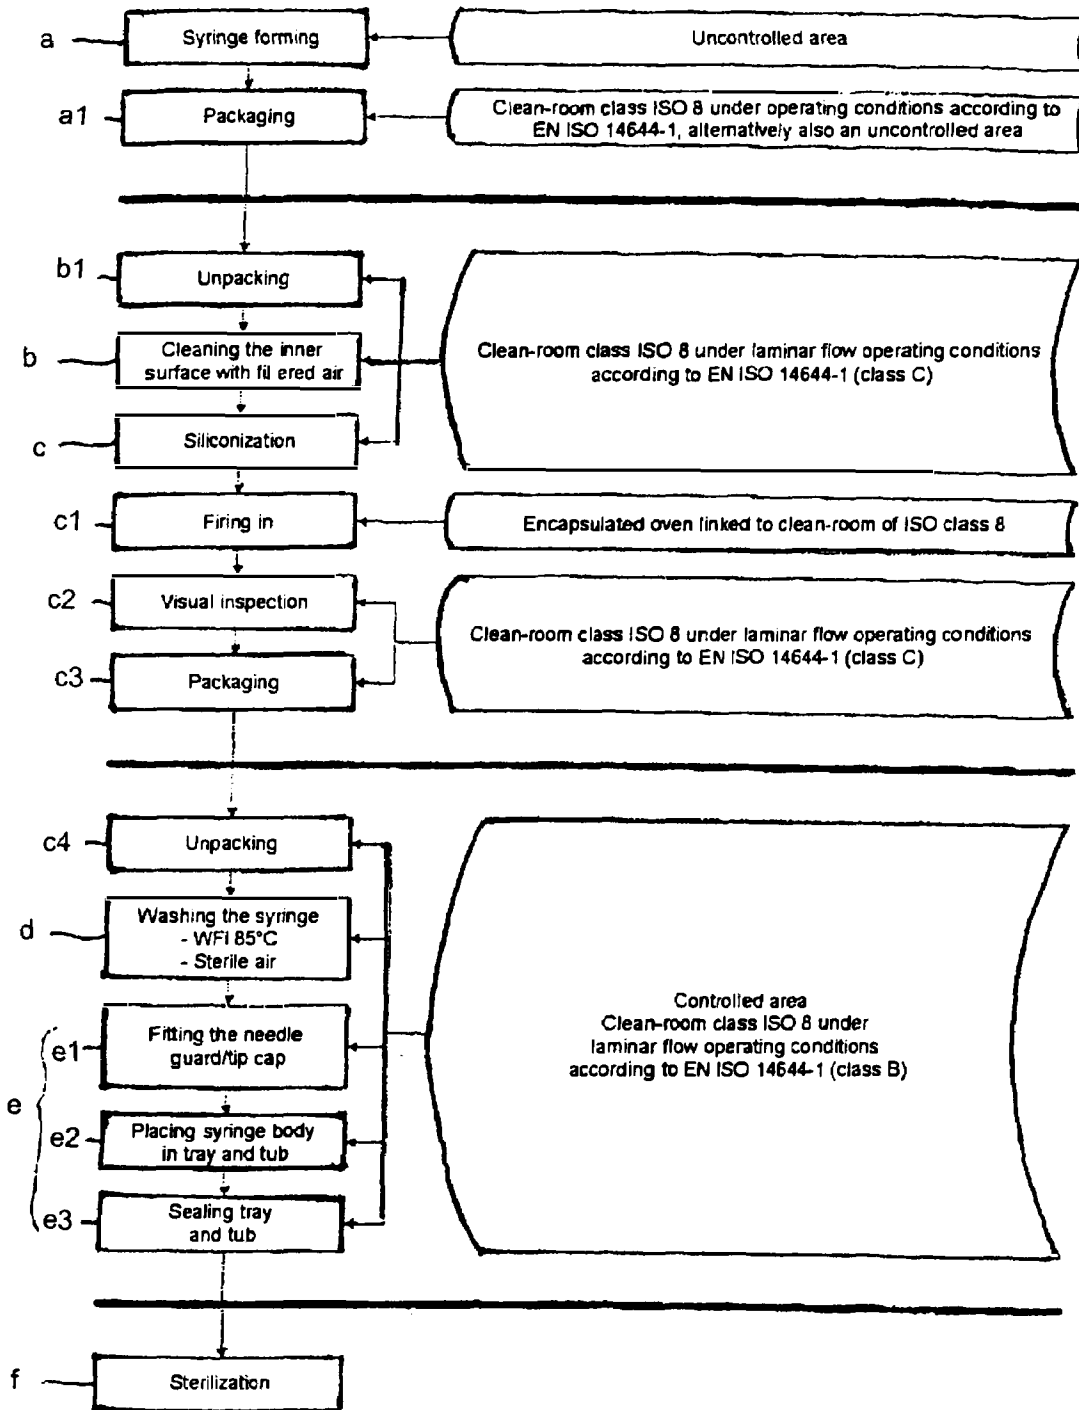 a
Syringe forming
Uncontrolled area
a1
Packaging
Clean-room class ISO 8 under operating conditions according to
EN ISO 14644-1, alternatively also an uncontrolled area
b1
Unpacking
b
Cleaning the inner
surface with fil ered air
Clean-room class ISO 8 under laminar flow operating conditions
according to EN ISO 14644-1 (class C)
c
Siliconization
c1
Firing in
Encapsulated oven linked to clean-room of ISO class 8
c2
Visual inspection
Clean-room class ISO 8 under laminar flow operating conditions
according to EN ISO 14644-1 (class C)
c3
Packaging
c4
Unpacking
d
Washing the syringe
- WFI 85°C
- Sterile air
e
e1
Fitting the needle
guard/tip cap
Controlled area
Clean-room class ISO 8 under
laminar flow operating conditions
according to EN ISO 14644-1 (class B)
e2
Placing syringe body
in tray and tub
e3
Sealing tray
and tub
f
Sterilization